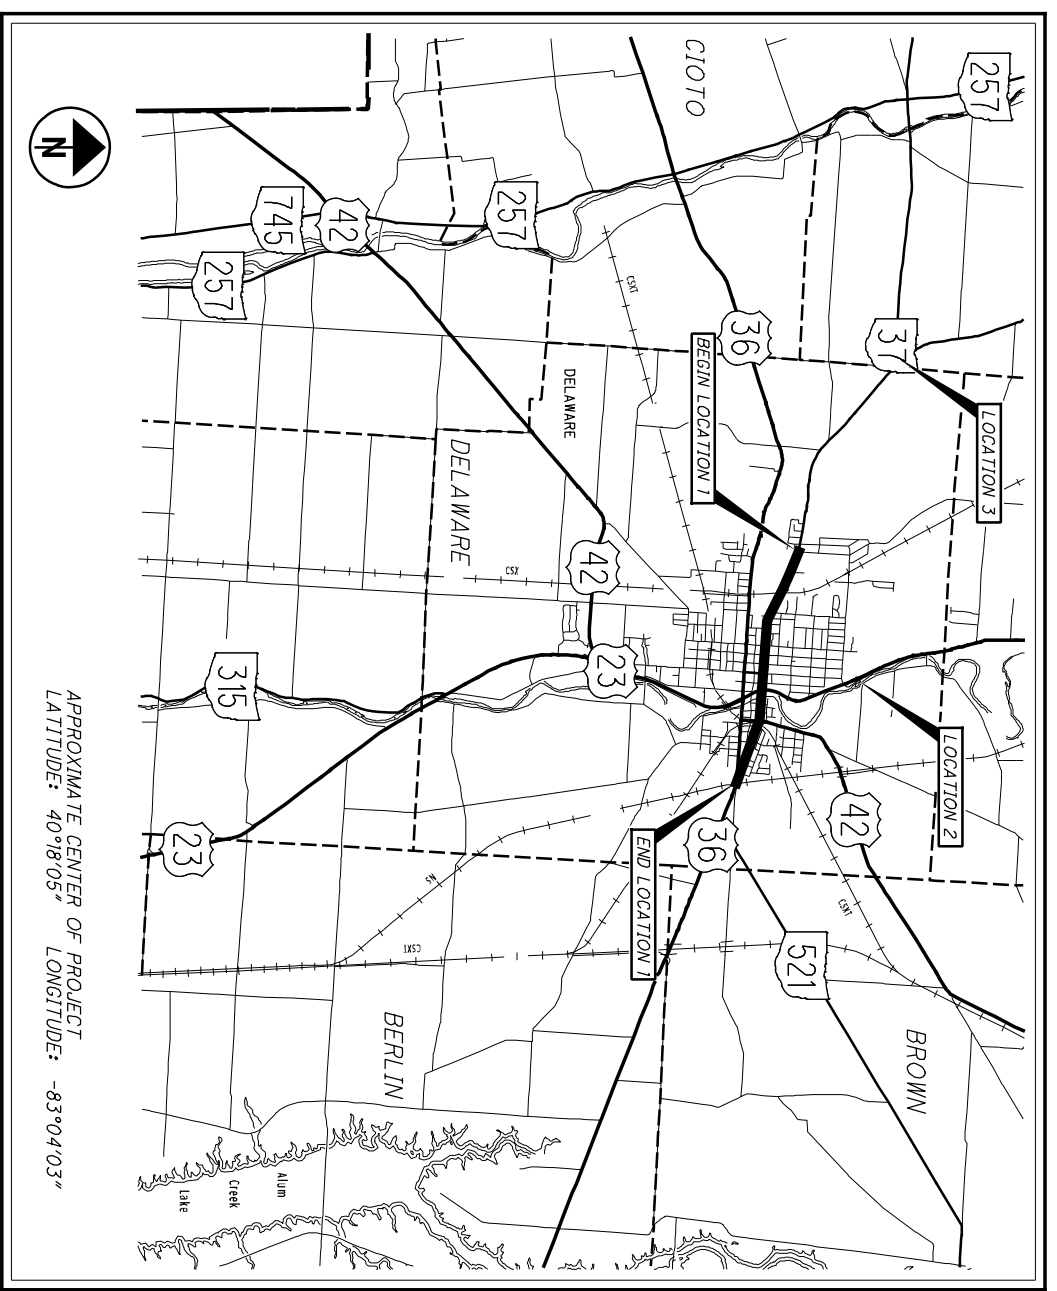 257
LOCATION 3
LOCATION 2
BROWN
37
42
CSXT
521
36
36
BEGIN LOCATION 1
CIOTO
END LOCATION 1
CSXT
23
42
DELAWARE
257
CSX
DELAWARE
NS
CSXT
BERLIN
42
745
Alum
Creek
Lake
315
257
23
APPROXIMATE CENTER OF PROJECT
LATITUDE: 40°18'05" LONGITUDE: -83°04'03"
N